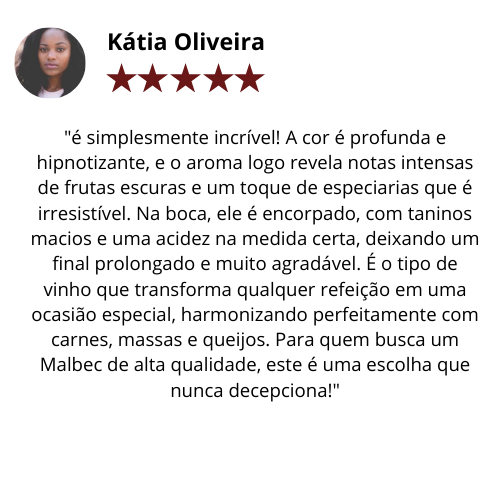 Kátia Oliveira
"é simplesmente incrível! A cor é profunda e
hipnotizante, e o aroma logo revela notas intensas
de frutas escuras e um toque de especiarias que é
irresistível. Na boca, ele é encorpado, com taninos
macios e uma acidez na medida certa, deixando um
final prolongado e muito agradável. É o tipo de
vinho que transforma qualquer refeição em uma
ocasião especial, harmonizando perfeitamente com
carnes, massas e queijos. Para quem busca um
Malbec de alta qualidade, este é uma escolha que
nunca decepciona!"